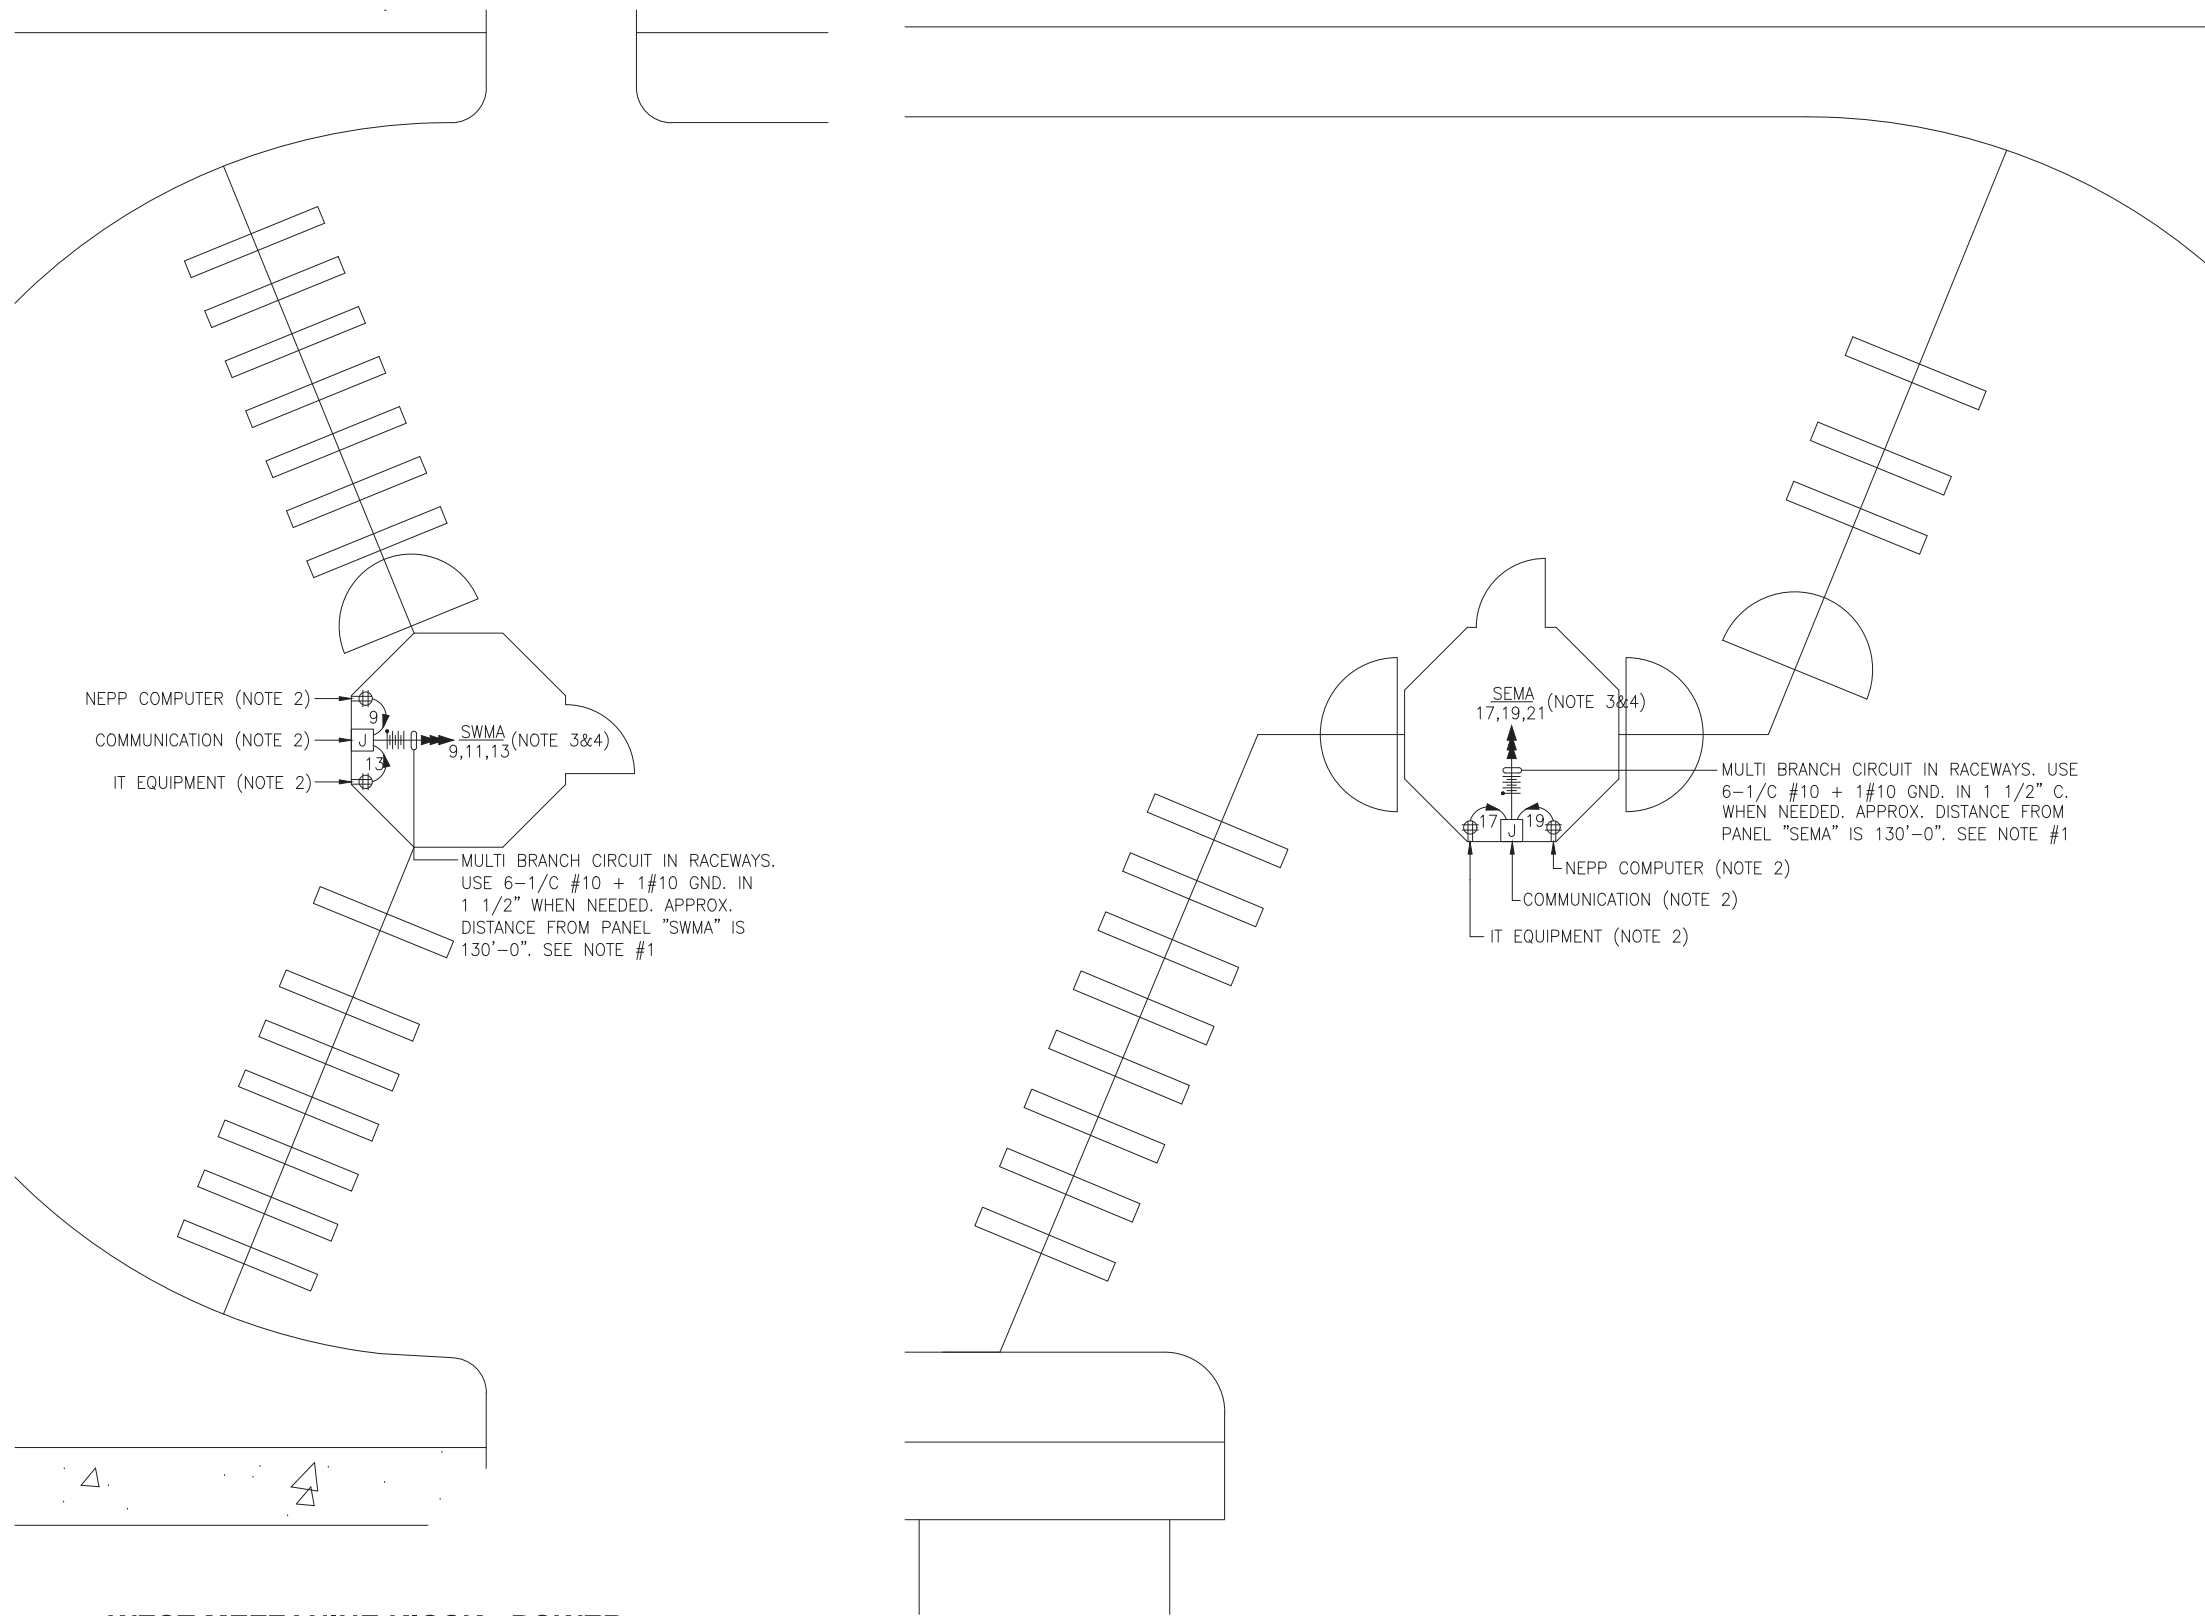 NEPP COMPUTER (NOTE 2)
9
COMMUNICATION (NOTE 2)
J
SWMA
9,11,13
(NOTE 3&4)
13
IT EQUIPMENT (NOTE 2)
MULTI BRANCH CIRCUIT IN RACEWAYS.
USE 6-1/C #10 + 1#10 GND. IN
1 1/2" WHEN NEEDED. APPROX.
DISTANCE FROM PANEL "SWMA" IS
130'-0". SEE NOTE #1
SEMA
17,19,21
(NOTE 3&4)
MULTI BRANCH CIRCUIT IN RACEWAYS. USE
6-1/C #10 + 1#10 GND. IN 1 1/2" C.
WHEN NEEDED. APPROX. DISTANCE FROM
PANEL "SEMA" IS 130'-0". SEE NOTE #1
17
J
19
NEPP COMPUTER (NOTE 2)
COMMUNICATION (NOTE 2)
IT EQUIPMENT (NOTE 2)